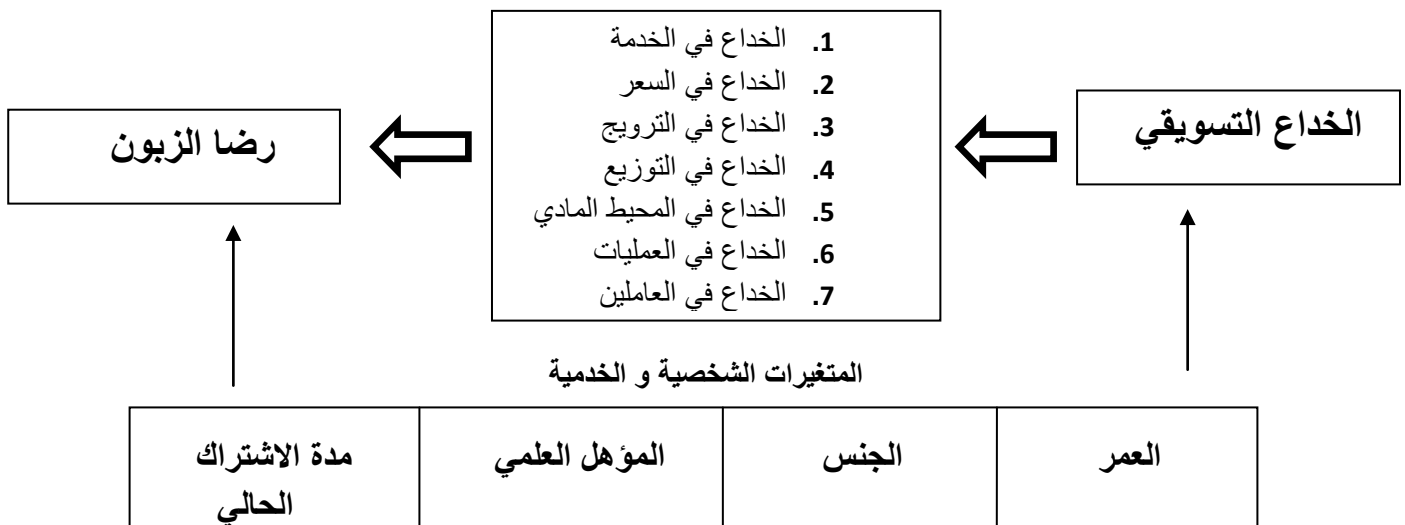 الخداع التسويقي
1. الخداع في الخدمة
2. الخداع في السعر
3. الخداع في الترويج
4. الخداع في التوزيع
5. الخداع في المحيط المادي
6. الخداع في العمليات
7. الخداع في العاملين
رضا الزبون
المتغيرات الشخصية و الخدمية
العمر
الجنس
المؤهل العلمي
مدة الاشتراك
الحالي